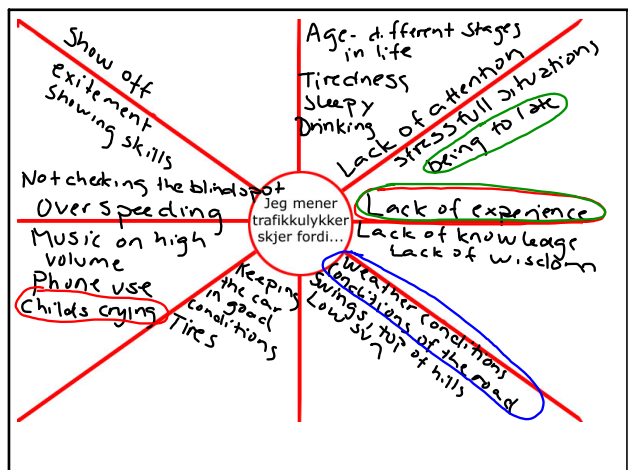 Show off
exitement
Showing skills
Age- different stages
in life
Tiredness
Sleepy
Drinking
Lack of attention
stressfull situations
being to late
Not cheking the blindspot
Over speeding
Jeg mener
trafikkulykker
skjer fordi...
Lack of experience
Lack of knowledge
Lack of wisdom
Music on high
volume
Phone use
Childs crying
Keeping
the car
in good
conditions
Tires
Weather conditions
conditions of the road
Swings, top of hills
Low sun